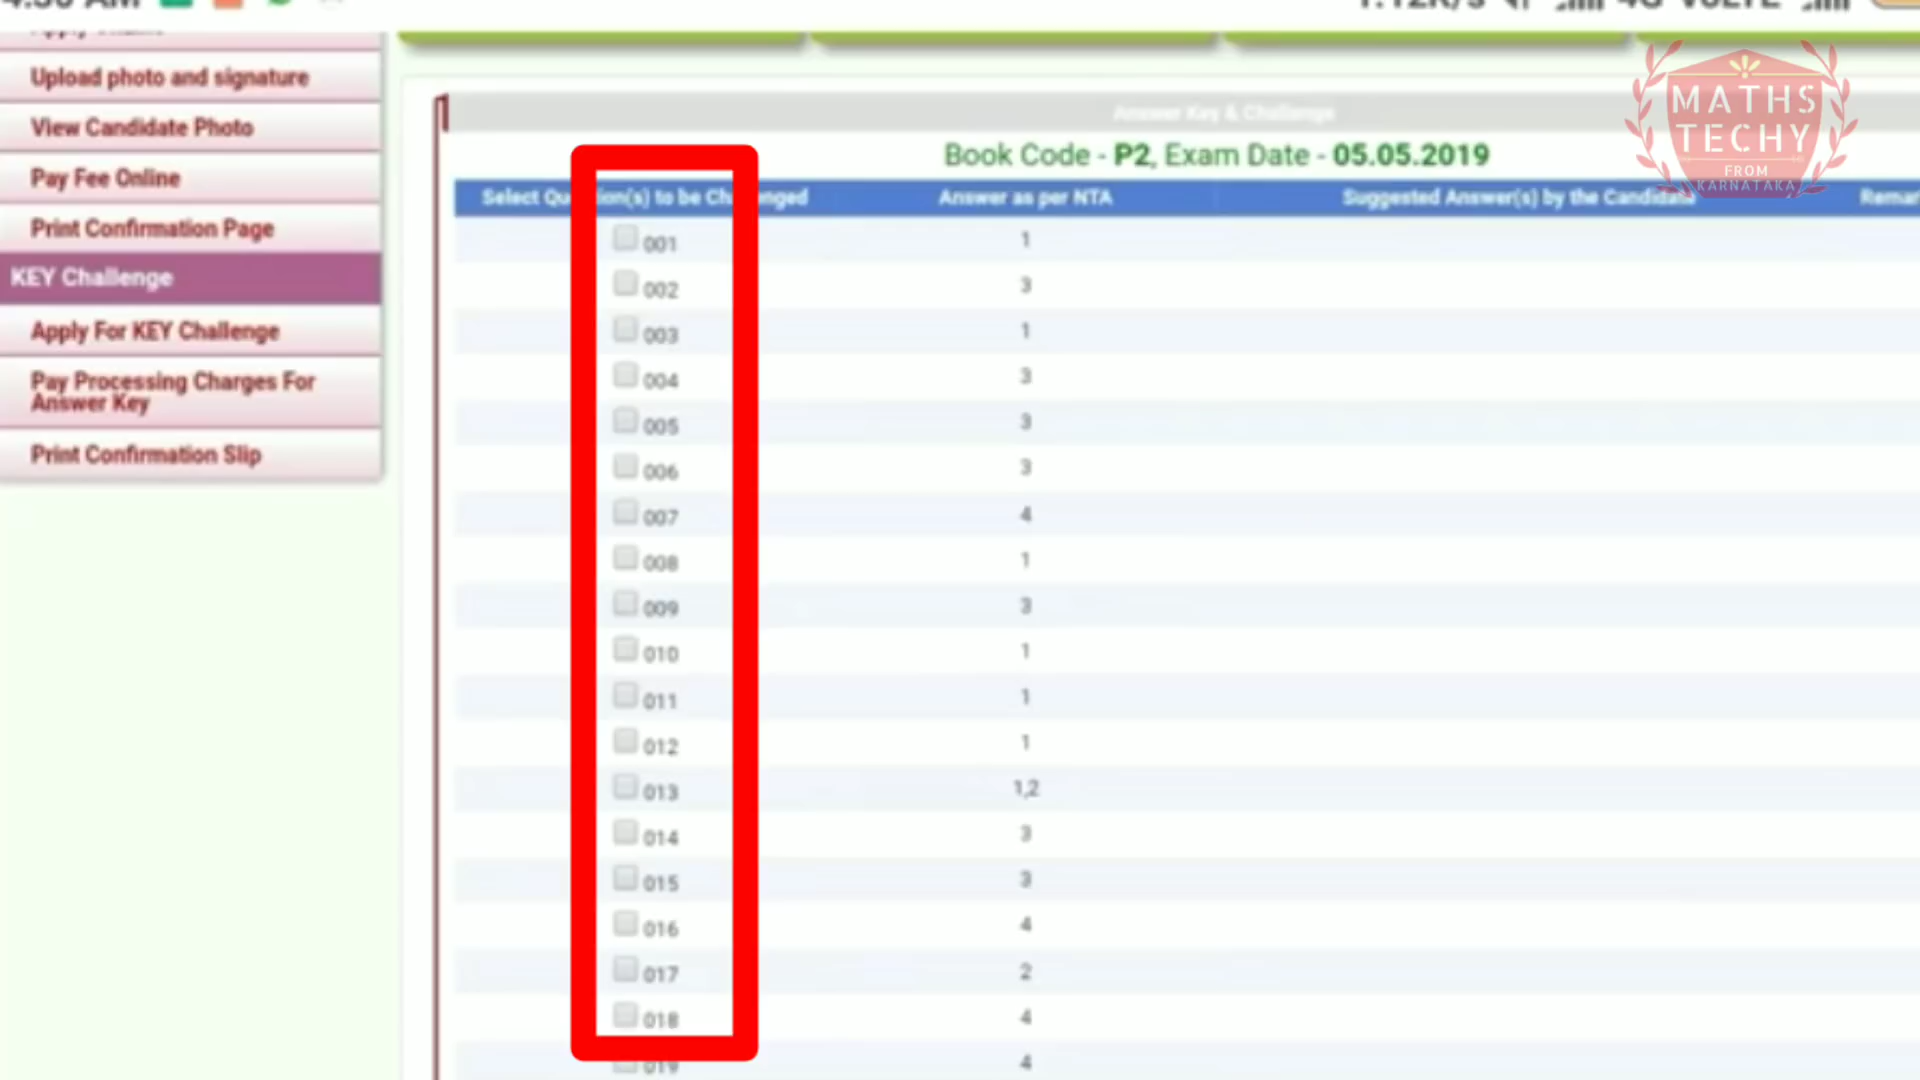 Upload photo and signature
View Candidate Photo
Pay Fee Online
Print Confirmation Page
KEY Challenge
Apply For KEY Challenge
Pay Processing Charges For
Answer Key
Print Confirmation Slip
MATHS
TECHY
FROM
KARNATAKA
Answer Key & Challenge
Book Code - P2, Exam Date - 05.05.2019
Answer as per NTA Suggested Answer(s) by the Candidate
001 1
002 3
003 1
004 3
005 3
006 3
007 4
008 1
009 3
010 1
011 1
012 1
013 1,2
014 3
015 3
016 4
017 2
018 4
019 4